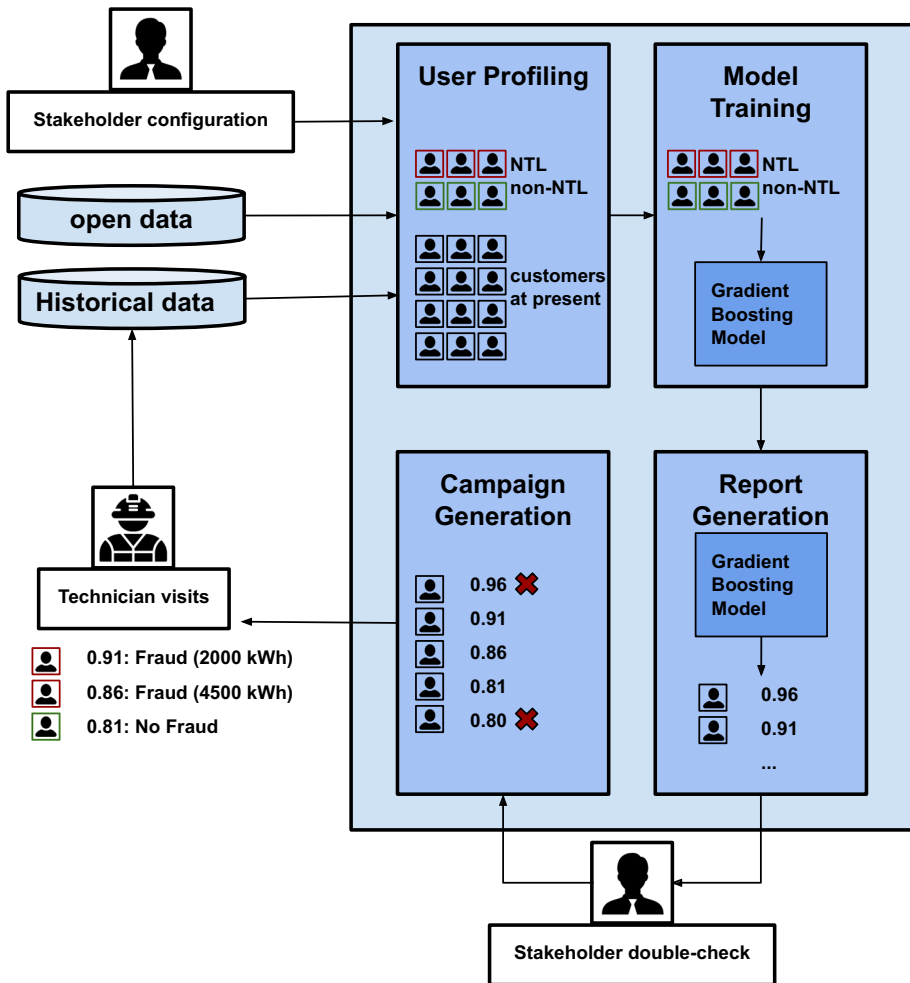 Stakeholder configuration
open data
Historical data
User Profiling
NTL
non-NTL
customers
at present
Model
Training
NTL
non-NTL
Gradient
Boosting
Model
Report
Generation
Gradient
Boosting
Model
0.96
0.91
...
Stakeholder double-check
Campaign
Generation
0.96
0.91
0.86
0.81
0.80
Technician visits
0.91: Fraud (2000 kWh)
0.86: Fraud (4500 kWh)
0.81: No Fraud